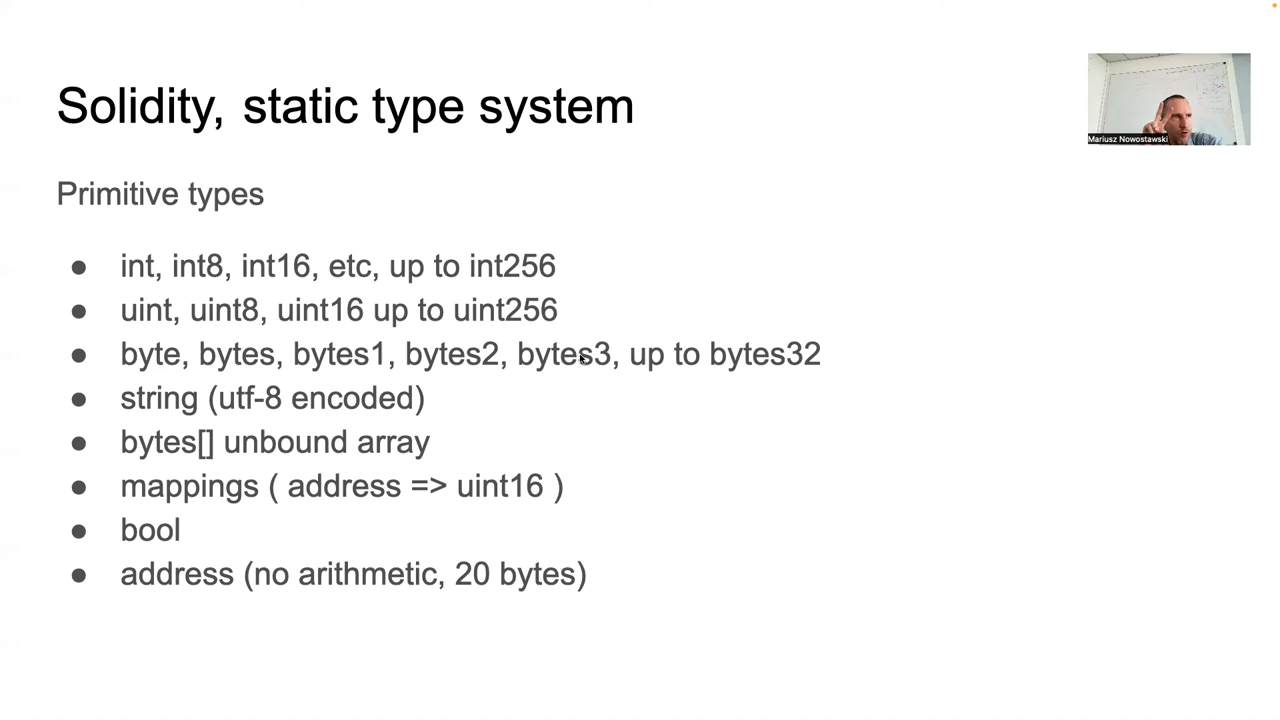 Solidity, static type system
Mariusz Nowostawski
Primitive types
int, int8, int16, etc, up to int256
uint, uint8, uint16 up to uint256
byte, bytes, bytes1, bytes2, bytes3, up to bytes32
string (utf-8 encoded)
bytes[] unbound array
mappings ( address => uint16 )
bool
address (no arithmetic, 20 bytes)